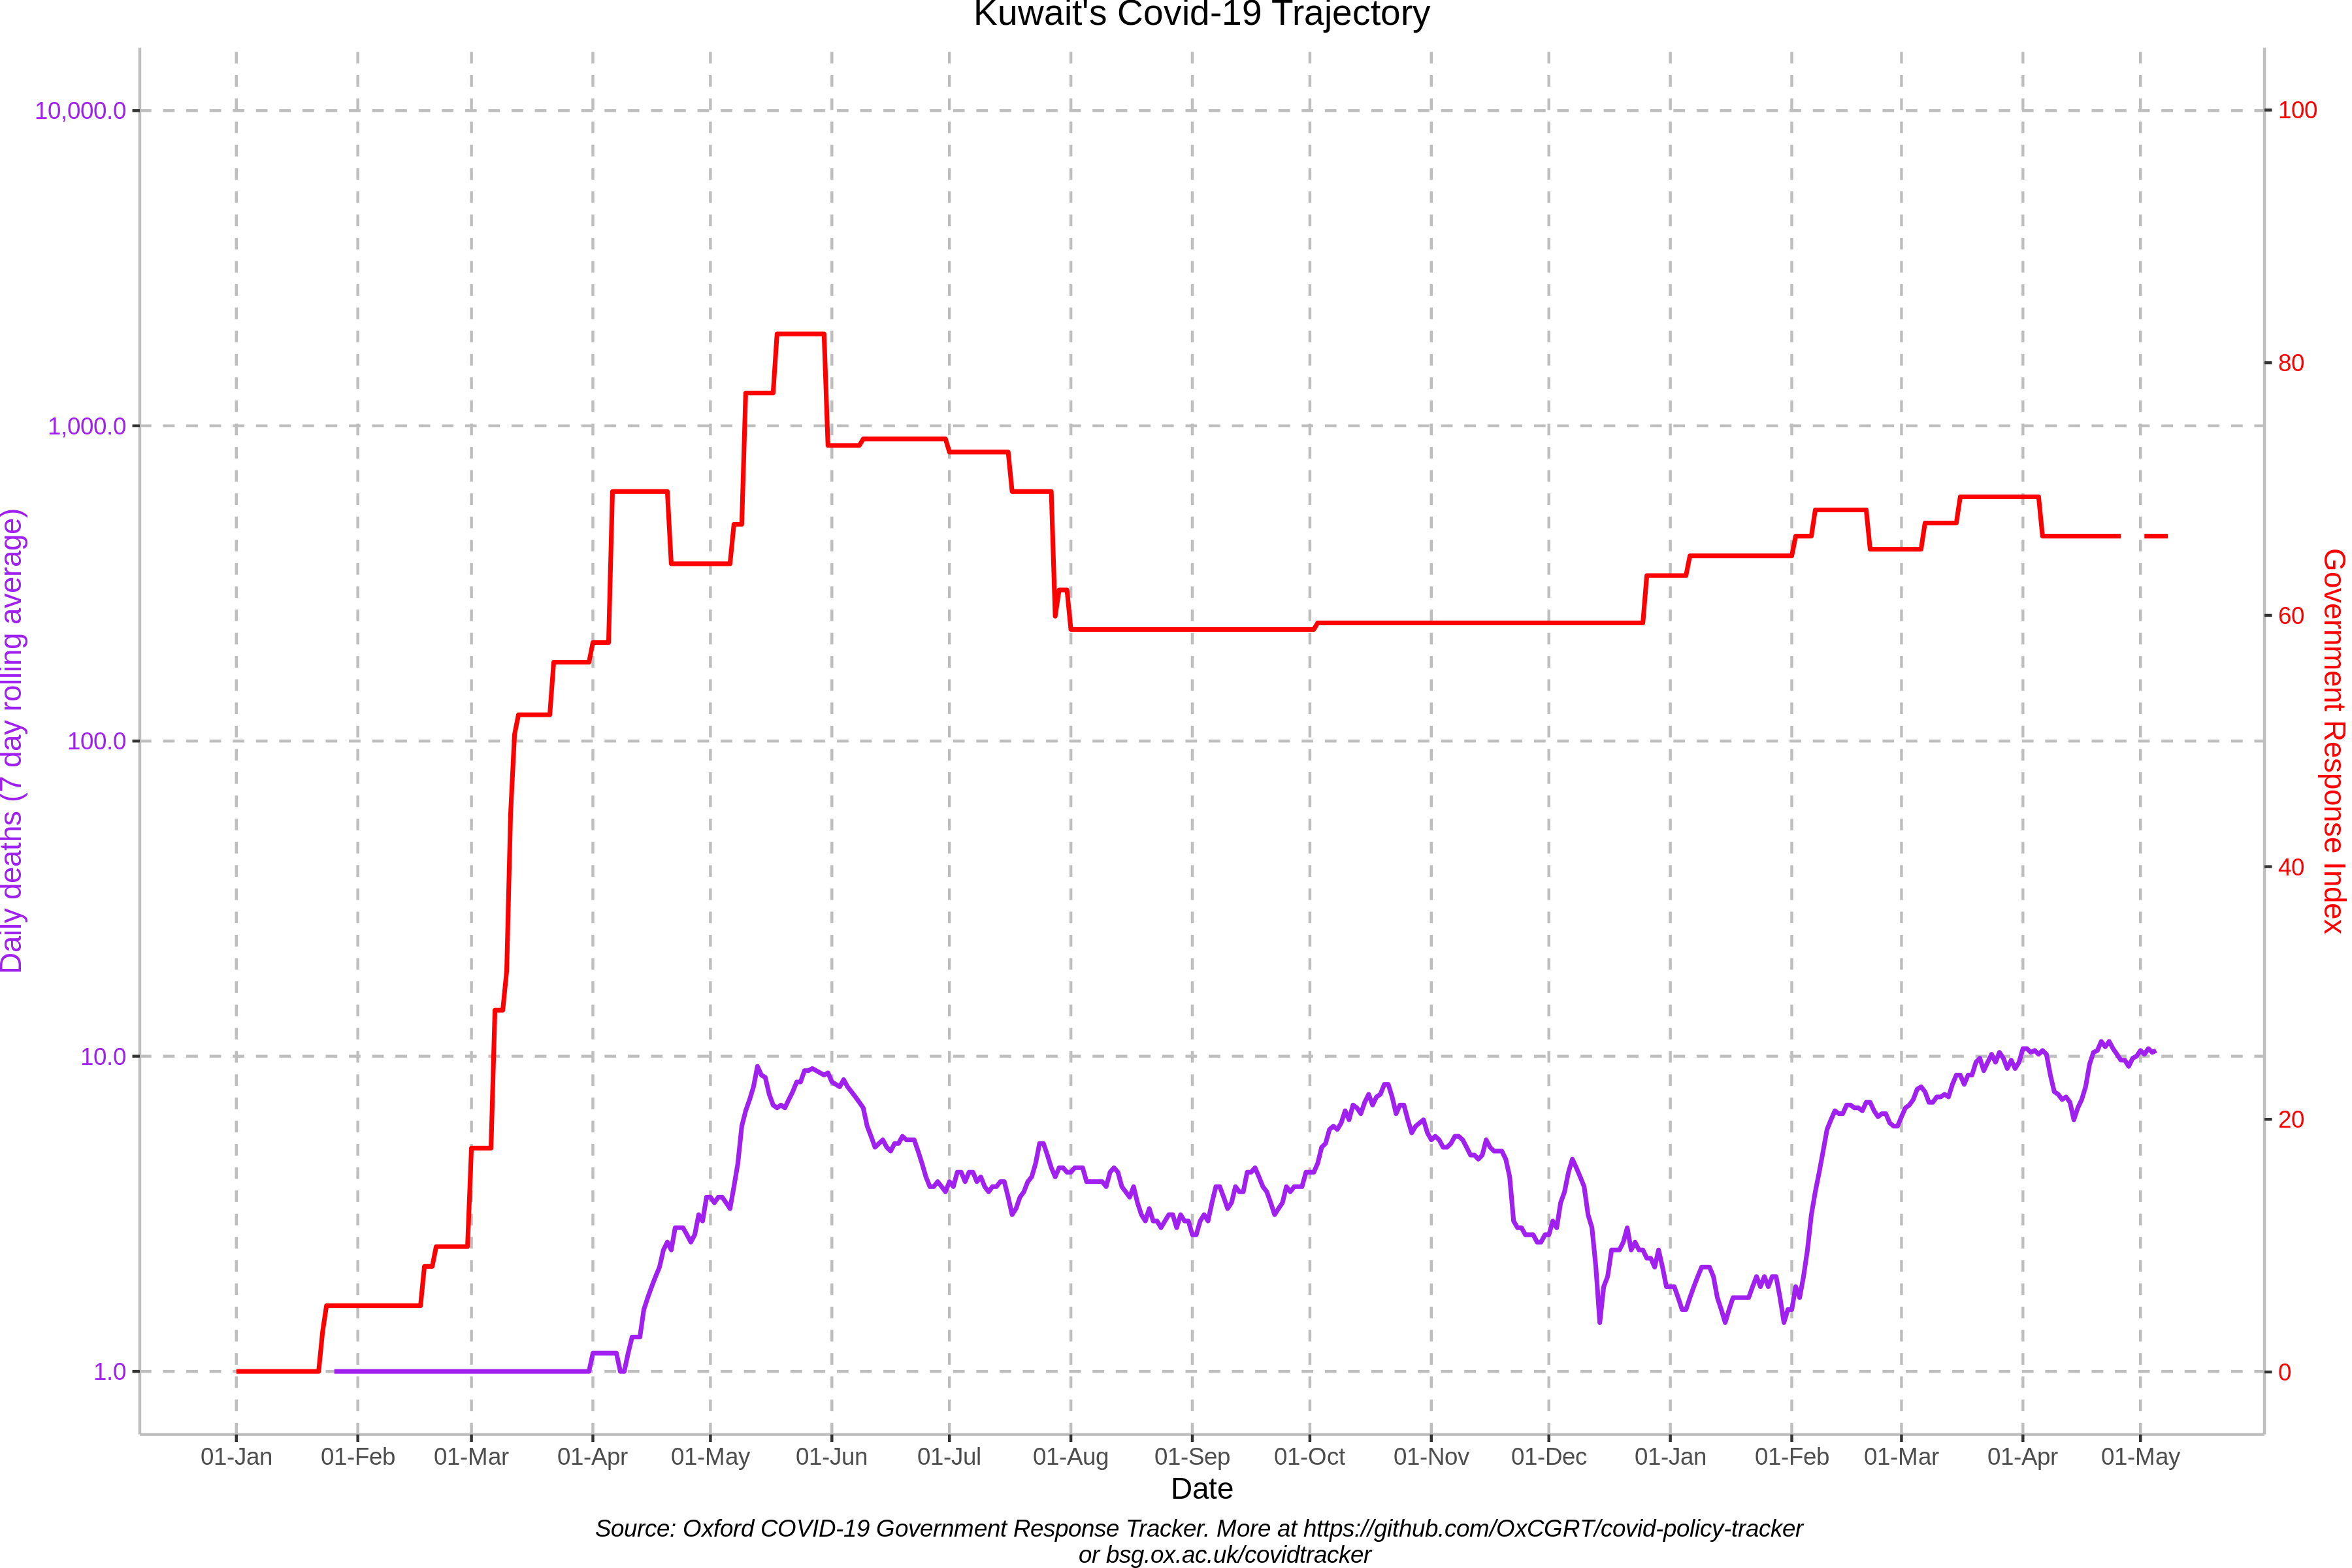 Kuwait's Covid-19 Trajectory
10,000.0
1,000.0
100.0
10.0
1.0
Daily deaths (7 day rolling average)
100
80
60
40
20
0
Government Response Index
01-Jan 01-Feb 01-Mar 01-Apr 01-May 01-Jun 01-Jul 01-Aug 01-Sep 01-Oct 01-Nov 01-Dec 01-Jan 01-Feb 01-Mar 01-Apr 01-May
Date
Source: Oxford COVID-19 Government Response Tracker. More at https://github.com/OxCGRT/covid-policy-tracker
or bsg.ox.ac.uk/covidtracker